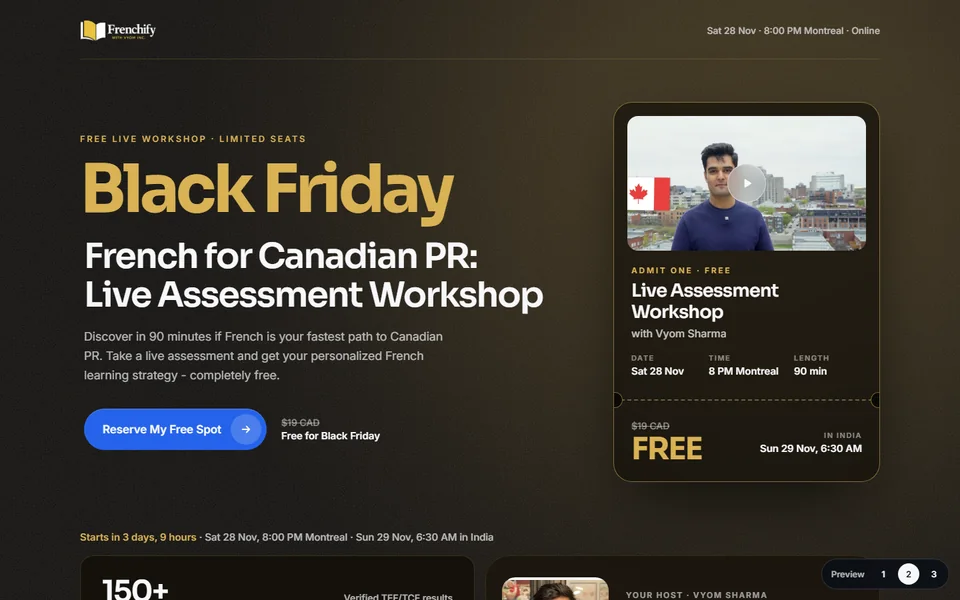 Frenchify
WITH VYOM INC.
Sat 28 Nov · 8:00 PM Montreal · Online
FREE LIVE WORKSHOP · LIMITED SEATS
Black Friday
French for Canadian PR:
Live Assessment Workshop
Discover in 90 minutes if French is your fastest path to Canadian
PR. Take a live assessment and get your personalized French
learning strategy - completely free.
Reserve My Free Spot →
$19 CAD
Free for Black Friday
ADMIT ONE · FREE
Live Assessment
Workshop
with Vyom Sharma
DATE TIME LENGTH
Sat 28 Nov 8 PM Montreal 90 min
$19 CAD
FREE
IN INDIA
Sun 29 Nov, 6:30 AM
Starts in 3 days, 9 hours · Sat 28 Nov, 8:00 PM Montreal · Sun 29 Nov, 6:30 AM in India
150+
Verified TEF/TCF results
YOUR HOST · VYOM SHARMA
Preview 1 2 3